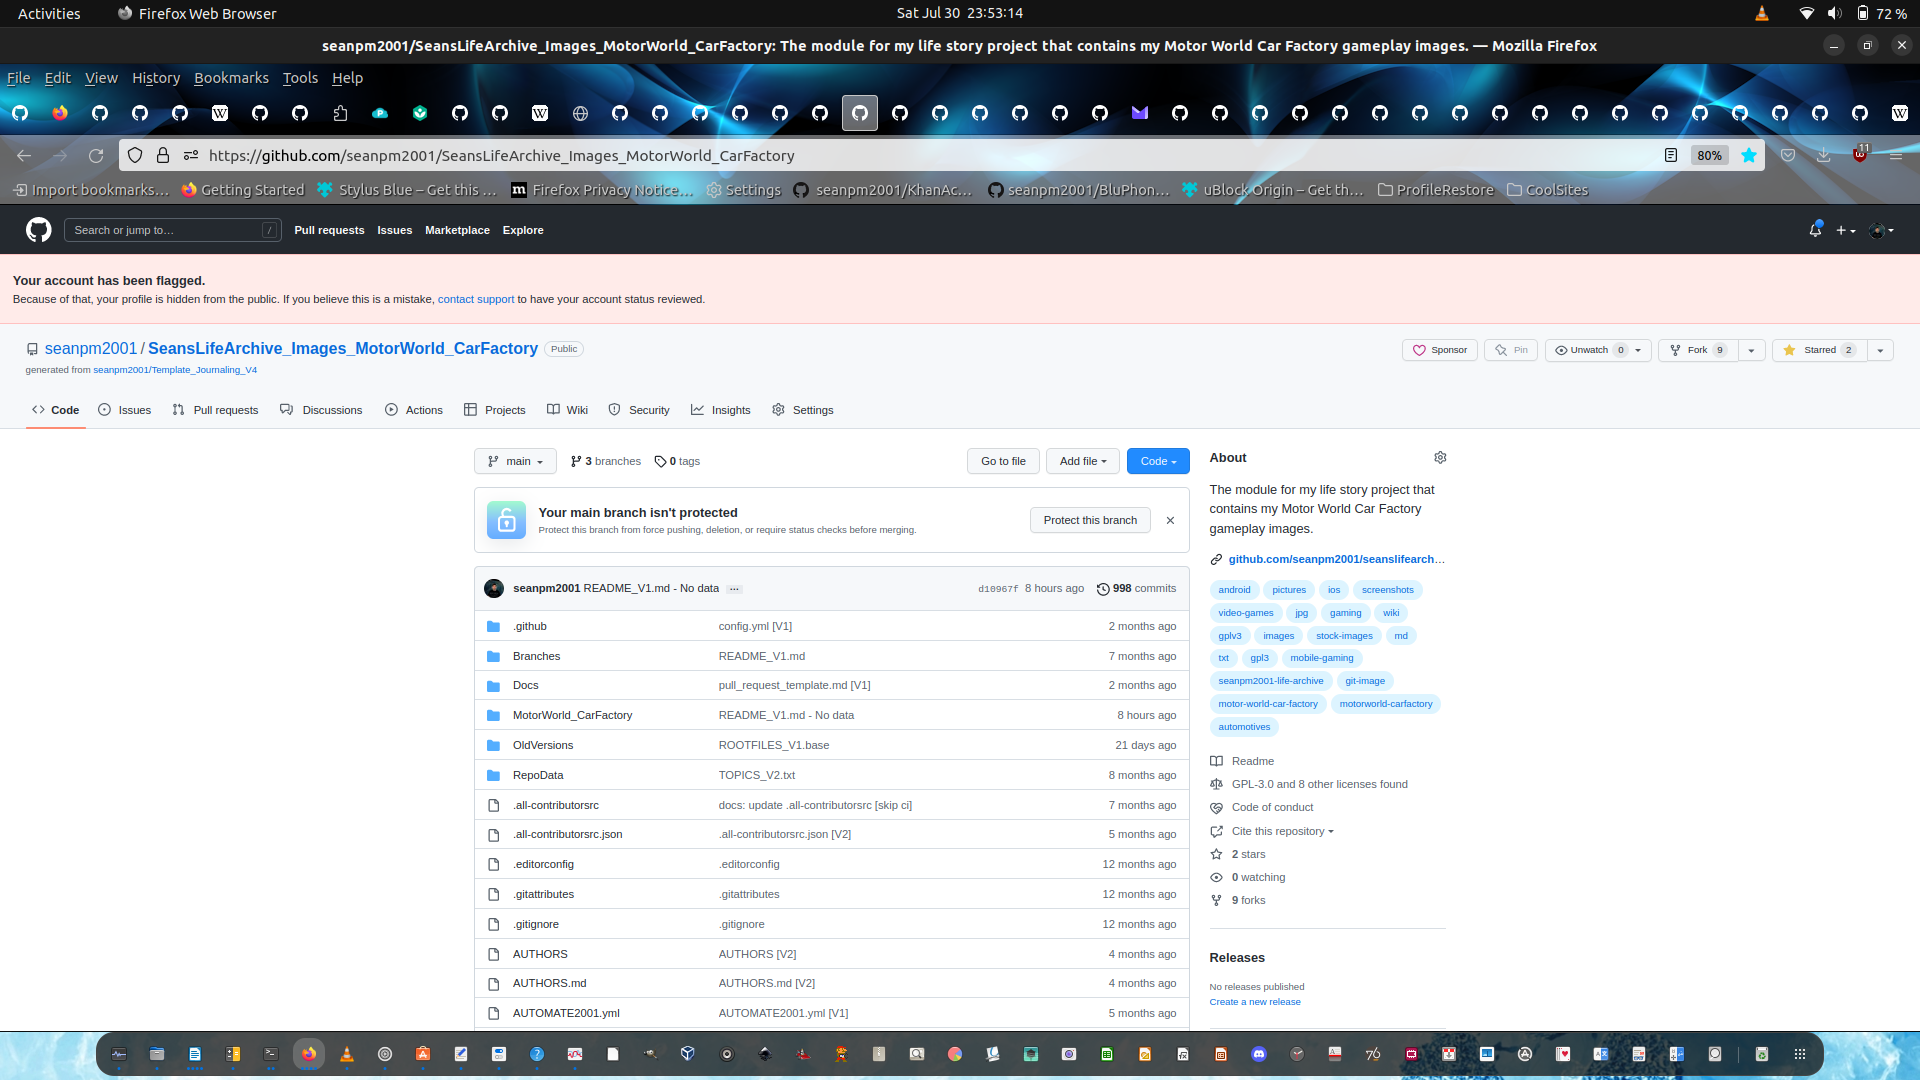 Activities
Firefox Web Browser
Sat Jul 30 23:53:14
72 %
seanpm2001/SeansLifeArchive_Images_MotorWorld_CarFactory: The module for my life story project that contains my Motor World Car Factory gameplay images. — Mozilla Firefox
File Edit View History Bookmarks Tools Help
https://github.com/seanpm2001/SeansLifeArchive_Images_MotorWorld_CarFactory
80%
11
Import bookmarks… Getting Started Stylus Blue – Get this … Firefox Privacy Notice… Settings seanpm2001/KhanAc… seanpm2001/BluPhon… uBlock Origin – Get th… ProfileRestore CoolSites
Search or jump to… /
Pull requests Issues Marketplace Explore
Your account has been flagged.
Because of that, your profile is hidden from the public. If you believe this is a mistake, contact support to have your account status reviewed.
seanpm2001 / SeansLifeArchive_Images_MotorWorld_CarFactory Public
Sponsor Pin Unwatch 0 Fork 9 Starred 2
generated from seanpm2001/Template_Journaling_V4
Code Issues Pull requests Discussions Actions Projects Wiki Security Insights Settings
main 3 branches 0 tags
Go to file Add file Code
Your main branch isn't protected
Protect this branch from force pushing, deletion, or require status checks before merging.
Protect this branch
seanpm2001 README_V1.md - No data … d10967f 8 hours ago 998 commits
.github config.yml [V1] 2 months ago
Branches README_V1.md 7 months ago
Docs pull_request_template.md [V1] 2 months ago
MotorWorld_CarFactory README_V1.md - No data 8 hours ago
OldVersions ROOTFILES_V1.base 21 days ago
RepoData TOPICS_V2.txt 8 months ago
.all-contributorsrc docs: update .all-contributorsrc [skip ci] 7 months ago
.all-contributorsrc.json .all-contributorsrc.json [V2] 5 months ago
.editorconfig .editorconfig 12 months ago
.gitattributes .gitattributes 12 months ago
.gitignore .gitignore 12 months ago
AUTHORS AUTHORS [V2] 4 months ago
AUTHORS.md AUTHORS.md [V2] 4 months ago
AUTOMATE2001.yml AUTOMATE2001.yml [V1] 5 months ago
About
The module for my life story project that
contains my Motor World Car Factory
gameplay images.
github.com/seanpm2001/seanslifearch…
android pictures ios screenshots
video-games jpg gaming wiki
gplv3 images stock-images md
txt gpl3 mobile-gaming
seanpm2001-life-archive git-image
motor-world-car-factory motorworld-carfactory
automotives
Readme
GPL-3.0 and 8 other licenses found
Code of conduct
Cite this repository
2 stars
0 watching
9 forks
Releases
No releases published
Create a new release